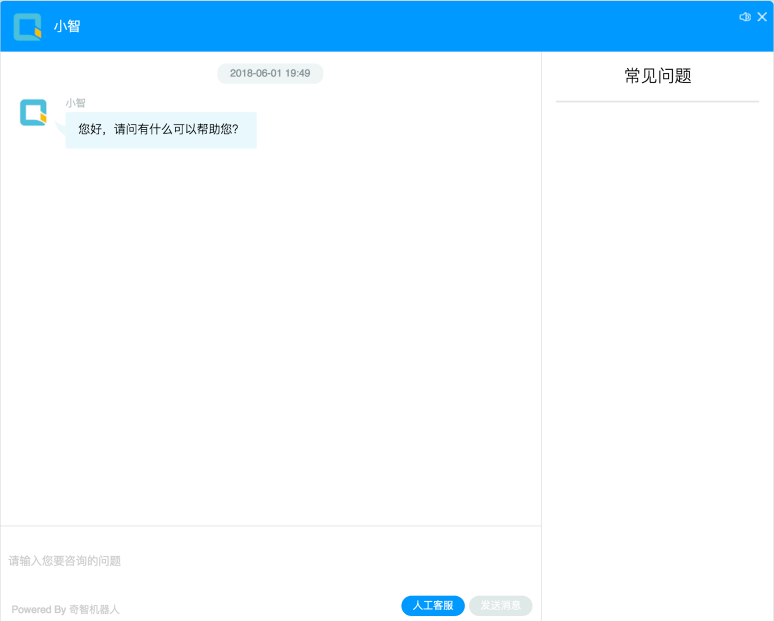 小智
2018-06-01 19:49
常见问题
小智
您好，请问有什么可以帮助您?
请输入您要咨询的问题
Powered By 奇智机器人
人工客服
发送消息